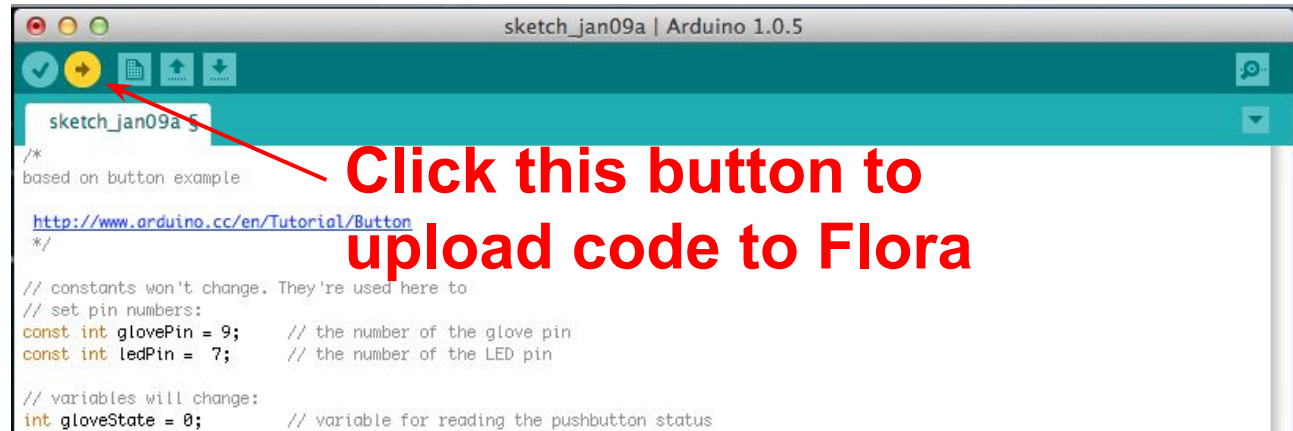 sketch_jan09a | Arduino 1.0.5
sketch_jan09a §
Click this button to
upload code to Flora
/*
based on button example
http://www.arduino.cc/en/Tutorial/Button
*/
// constants won't change. They're used here to
// set pin numbers:
const int glovePin = 9;     // the number of the glove pin
const int ledPin =  7;      // the number of the LED pin
// variables will change:
int gloveState = 0;         // variable for reading the pushbutton status